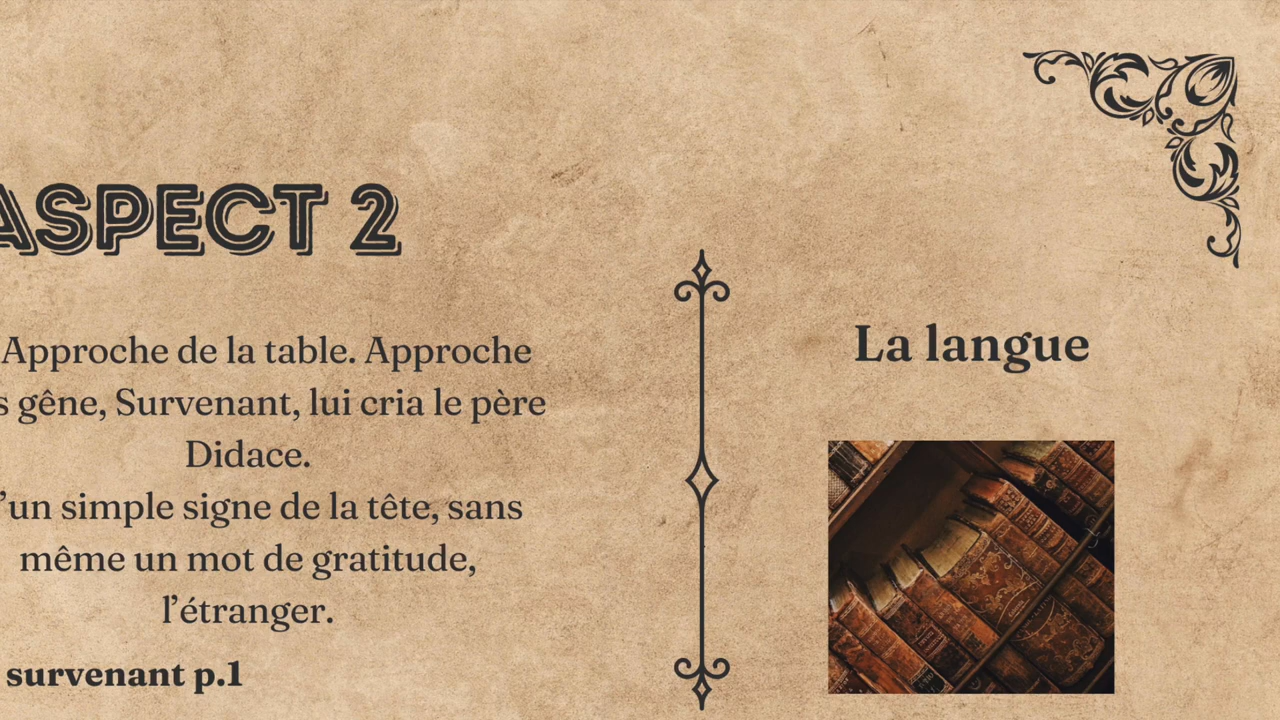 ASPECT 2
Approche de la table. Approche
gêne, Survenant, lui cria le père
Didace.
’un simple signe de la tête, sans
même un mot de gratitude,
l’étranger.
survenant p.1
La langue